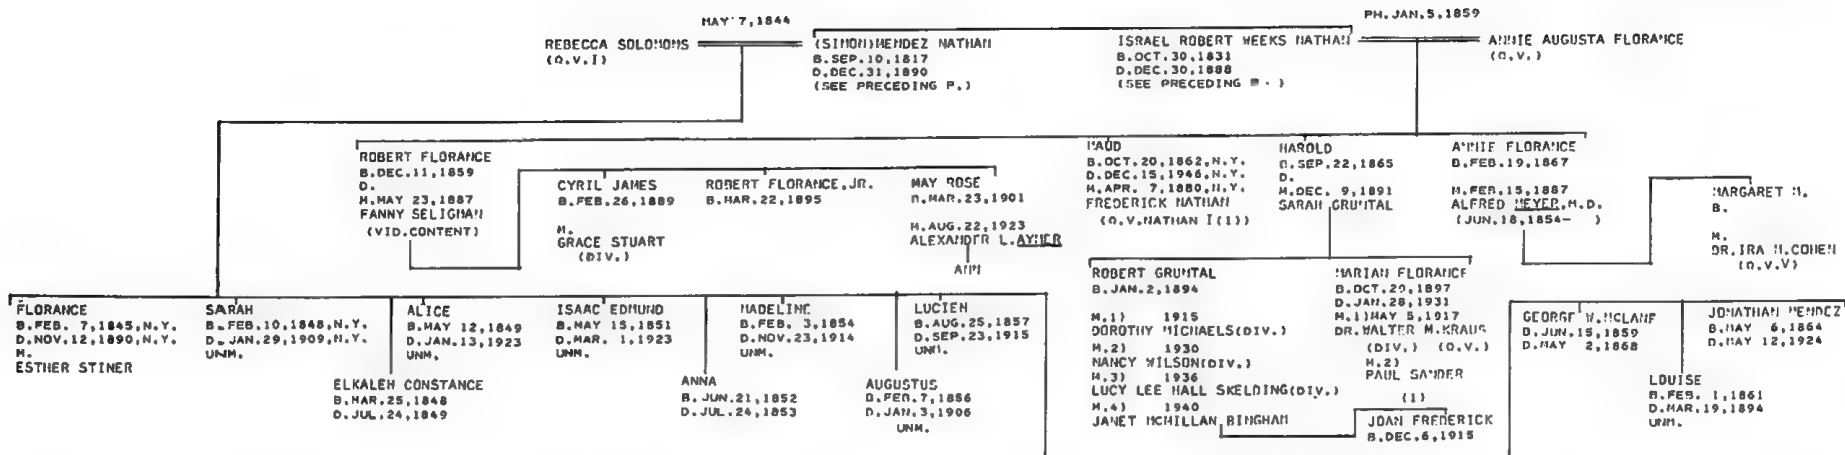 MAY 7,1844
PH.JAN.5,1859
REBECCA SOLOMONS
(Q.V.I)
(SIMON)MENDEZ NATHAN
B.SEP.10,1817
D.DEC.31,1890
(SEE PRECEDING P.)
ISRAEL ROBERT WEEKS NATHAN
B.OCT.30,1831
D.DEC.30,1888
(SEE PRECEDING
ANNIE AUGUSTA FLORANCE
(Q.V.)
ROBERT FLORANCE
B.DEC.11,1859
D.
M.MAY 23,1887
FANNY SELIGMAN
(VID.CONTENT)
CYRIL JAMES
B.FEB.26,1889
M.
GRACE STUART
(DIV.)
ROBERT FLORANCE,JR.
B.MAR.22,1895
MAY ROSE
B.MAR.23,1901
M.AUG.22,1923
ALEXANDER L.AYMER
ANN
MAUD
B.OCT.20,1862,N.Y.
D.DEC.15,1946,N.Y.
M.APR. 7,1880,N.Y.
FREDERICK NATHAN
(Q.V.NATHAN I(1))
HAROLD
B.SEP.22,1865
D.
M.DEC. 9,1891
SARAH GRUNTAL
ANNIE FLORANCE
B.FEB.19,1867
M.FEB.15,1887
ALFRED MEYER,M.D.
(JUN.18,1854- )
MARGARET M.
B.
M.
DR.IRA M.COHEN
(Q.V.V)
ROBERT GRUNTAL
B.JAN.2,1894
M.1) 1915
DOROTHY MICHAELS(DIV.)
M.2) 1930
NANCY WILSON(DIV.)
M.3) 1936
LUCY LEE HALL SKELDING(DIV.)
M.4) 1940
JANET MCMILLAN BINGHAM
MARIAN FLORANCE
B.OCT.29,1897
D.JAN.28,1931
M.1)MAY 5,1917
DR.WALTER M.KRAUS
(DIV.) (Q.V.)
M.2)
PAUL SANDER
(1)
JOAN FREDERICK
B.DEC.6,1915
FLORANCE
B.FEB. 7,1845,N.Y.
D.NOV.12,1890,N.Y.
M.
ESTHER STINER
SARAH
B.FEB.10,1848,N.Y.
D.JAN.29,1909,N.Y.
UNM.
ELKALEH CONSTANCE
B.MAR.25,1848
D.JUL.24,1849
ALICE
B.MAY 12,1849
D.JAN.13,1923
UNM.
ISAAC EDMUND
B.MAY 15,1851
D.MAR. 1,1923
UNM.
ANNA
B.JUN.21,1852
D.JUL.24,1853
MADELINE
B.FEB. 3,1854
D.NOV.23,1914
UNM.
AUGUSTUS
B.FEB.7,1856
D.JAN.3,1906
UNM.
LUCIEN
B.AUG.25,1857
D.SEP.23,1915
UNM.
GEORGE W.MCLANE
B.JUN.15,1859
D.MAY 2,1868
LOUISE
B.FEB. 1,1861
D.MAR.19,1894
UNM.
JONATHAN MENDEZ
B.MAY 6,1864
D.MAY 12,1924